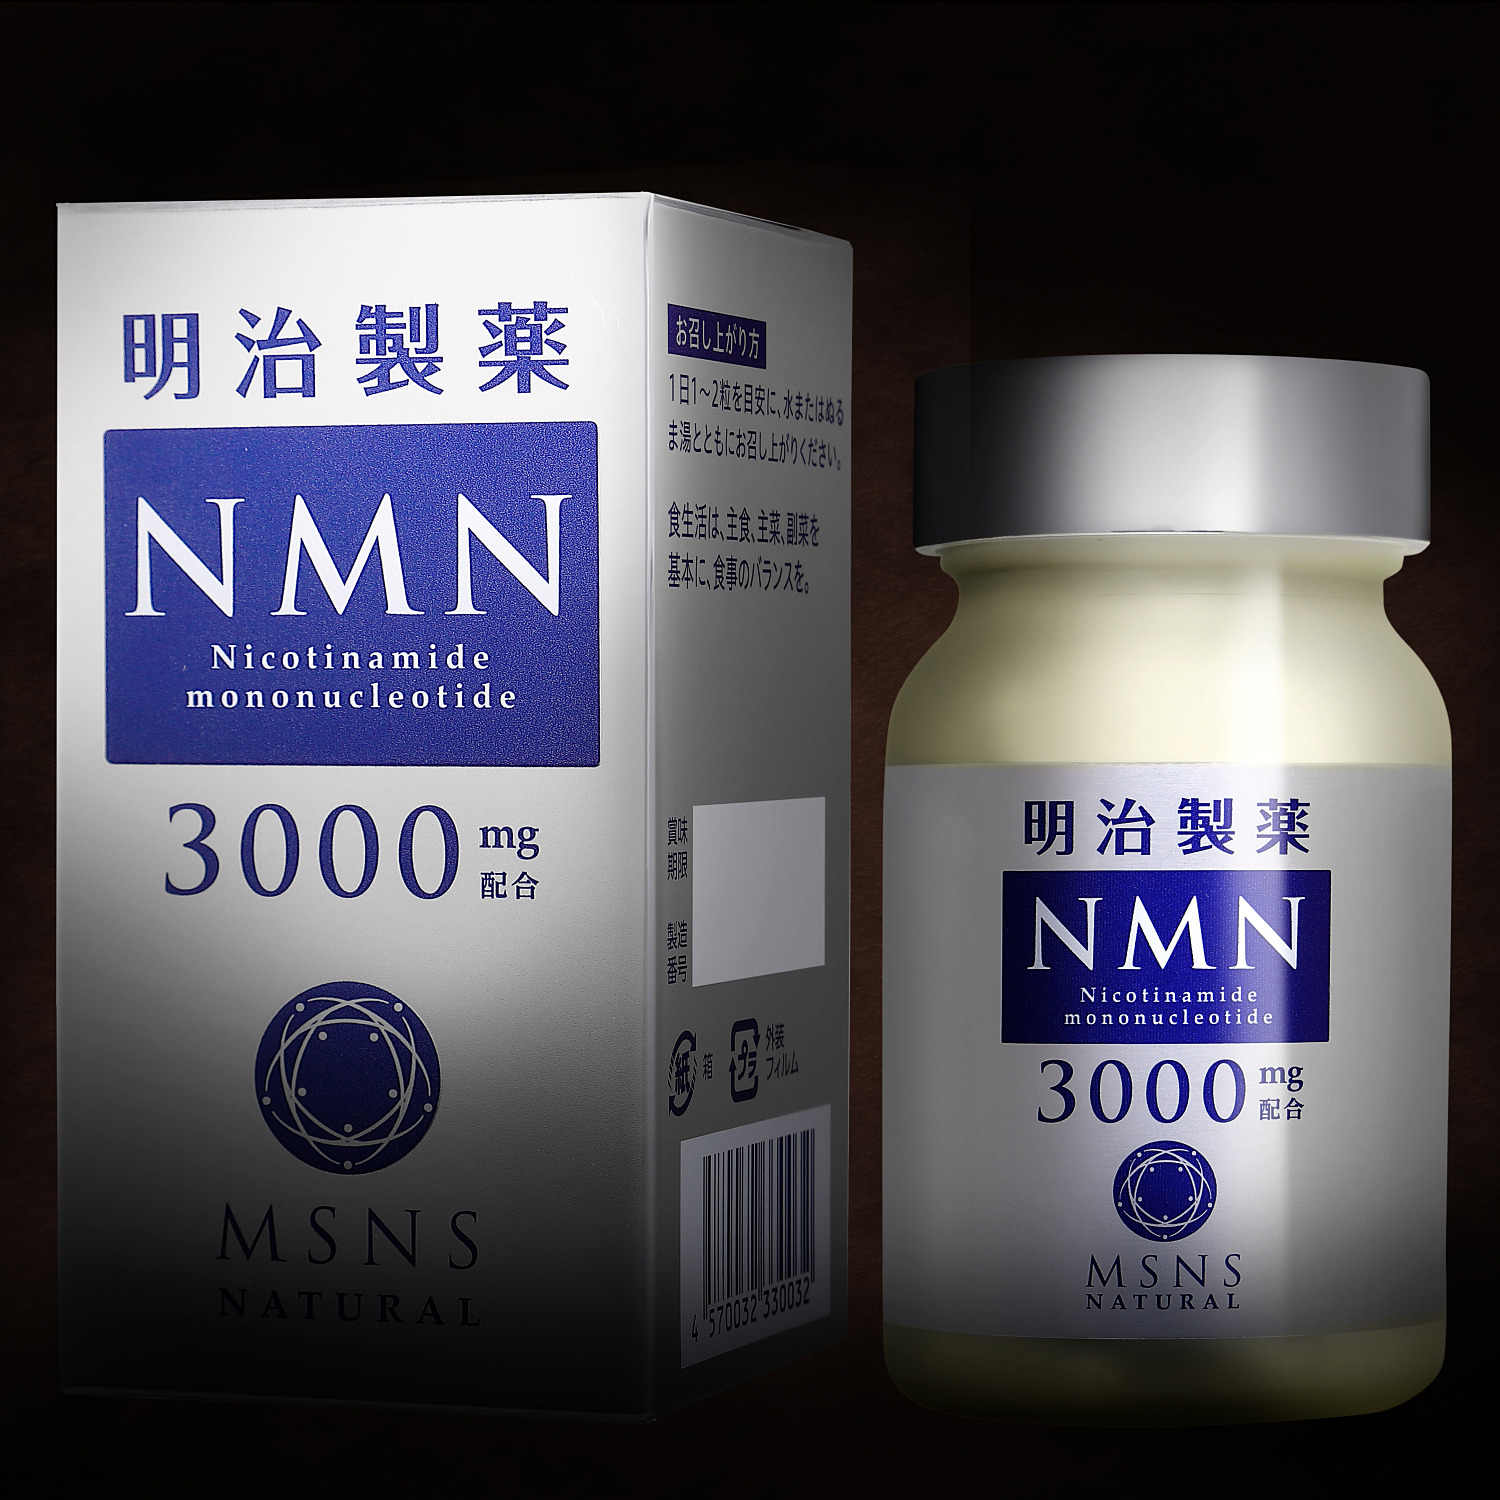 明治製薬
NMN
Nicotinamide
mononucleotide
3000 mg
配合
MSNS
NATURAL
お召し上がり方
1日1～2粒を目安に、水またはぬる
ま湯とともにお召し上がりください。
食生活は、主食、主菜、副菜を
基本に、食事のバランスを。
賞味
期限
製造
番号
紙
箱
プラ
外装
フィルム
4 570032 330032
明治製薬
NMN
Nicotinamide
mononucleotide
3000 mg
配合
MSNS
NATURAL